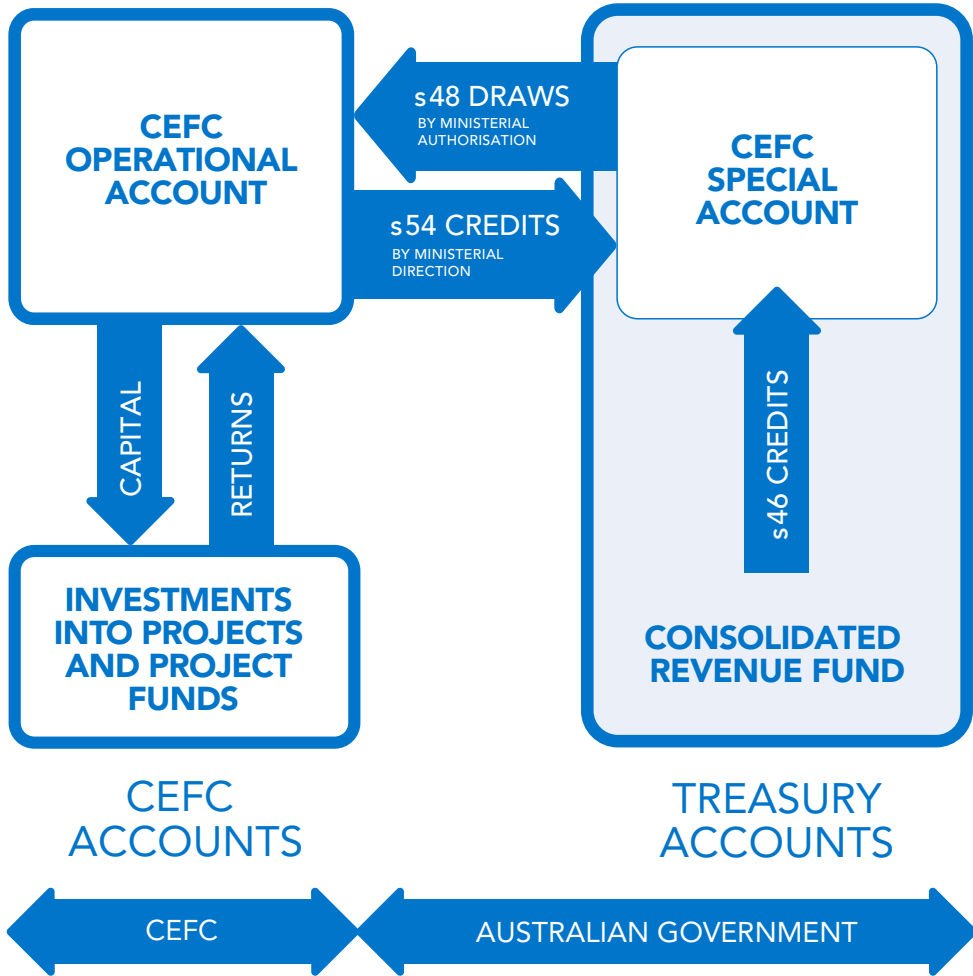 CEFC
OPERATIONAL
ACCOUNT
s48 DRAWS
BY MINISTERIAL
AUTHORISATION
CEFC
SPECIAL
ACCOUNT
s54 CREDITS
BY MINISTERIAL
DIRECTION
CAPITAL
RETURNS
s46 CREDITS
INVESTMENTS
INTO PROJECTS
AND PROJECT
FUNDS
CONSOLIDATED
REVENUE FUND
CEFC
ACCOUNTS
TREASURY
ACCOUNTS
CEFC
AUSTRALIAN GOVERNMENT